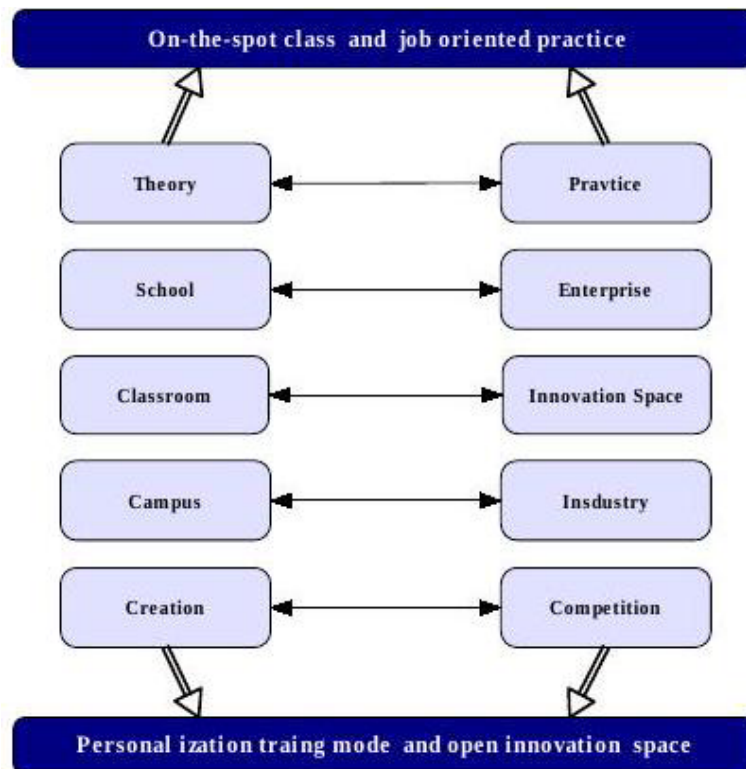 On-the-spot class and job oriented practice
Theory
Pravtice
School
Enterprise
Classroom
Innovation Space
Campus
Insdustry
Creation
Competition
Personal ization traing mode and open innovation space